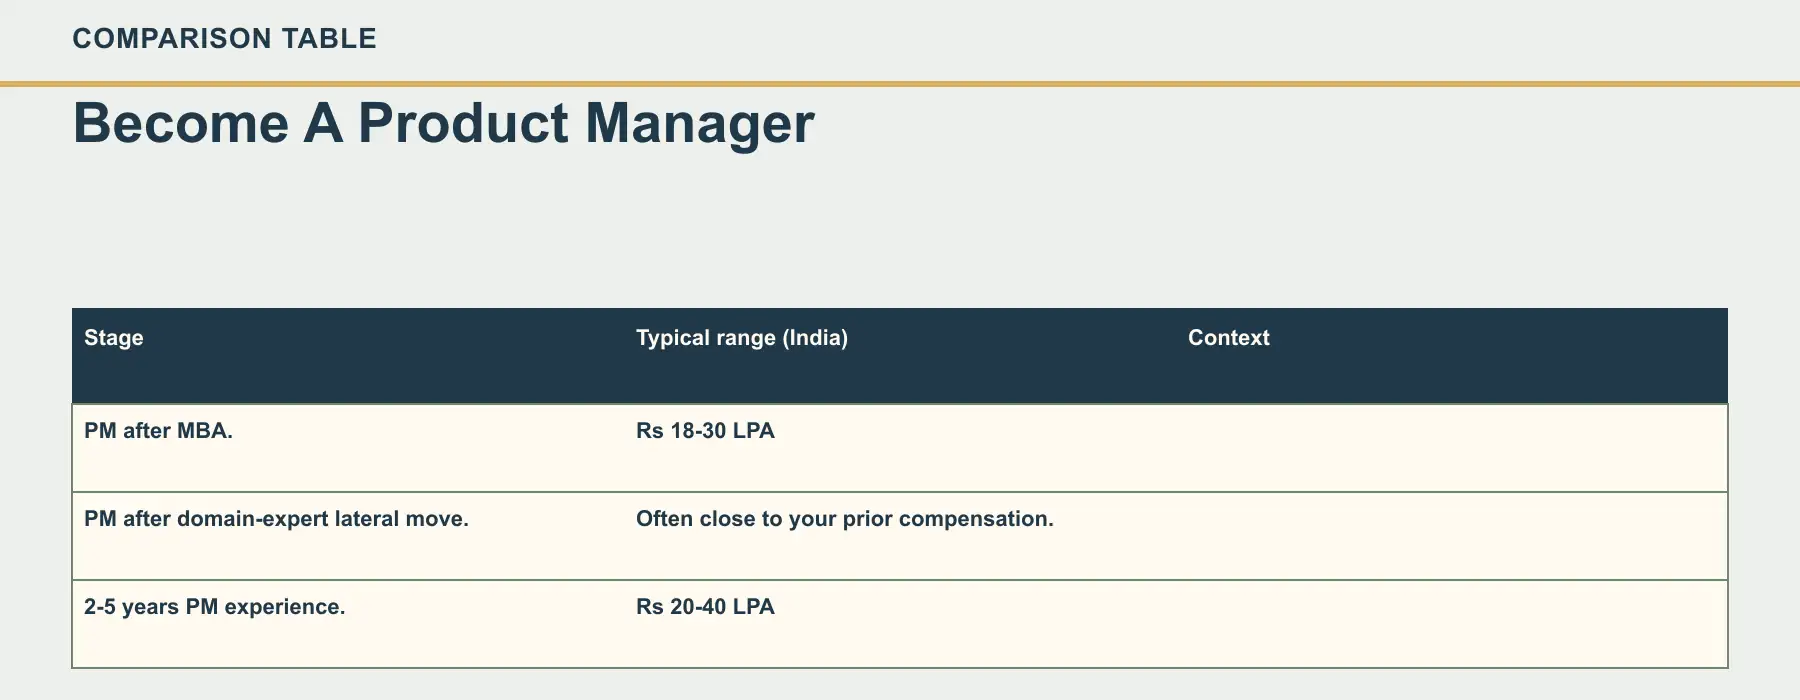 COMPARISON TABLE
Become A Product Manager
Stage Typical range (India) Context
PM after MBA. Rs 18-30 LPA
PM after domain-expert lateral move. Often close to your prior compensation.
2-5 years PM experience. Rs 20-40 LPA